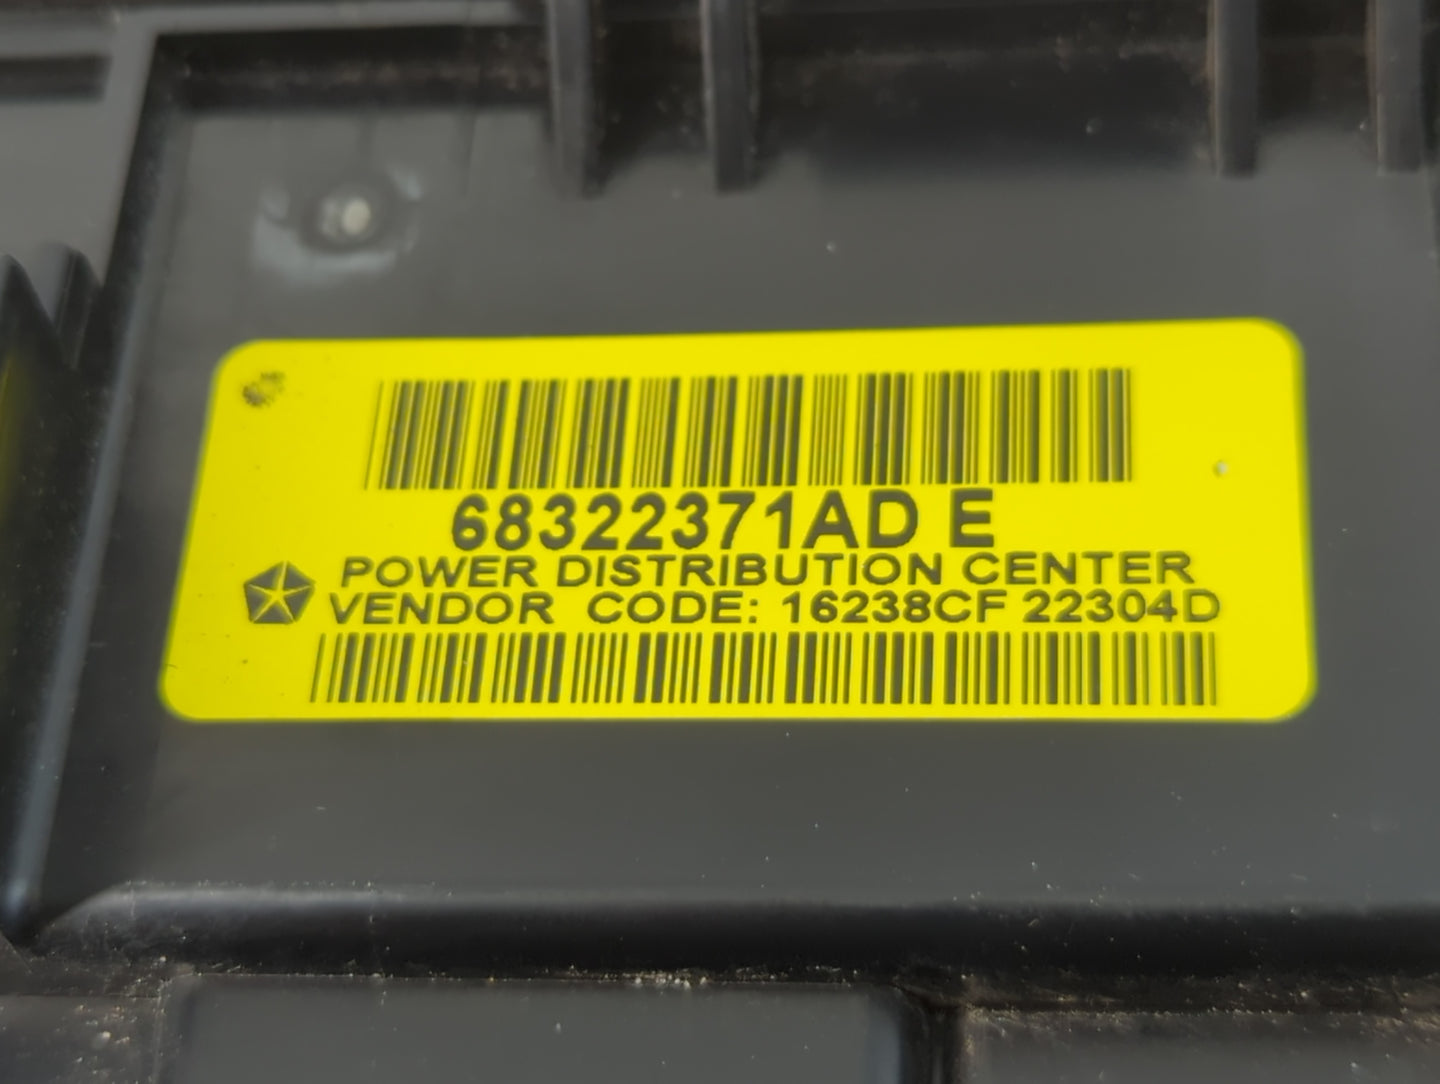 68322371AD E
POWER DISTRIBUTION CENTER
VENDOR CODE: 16238CF 22304D